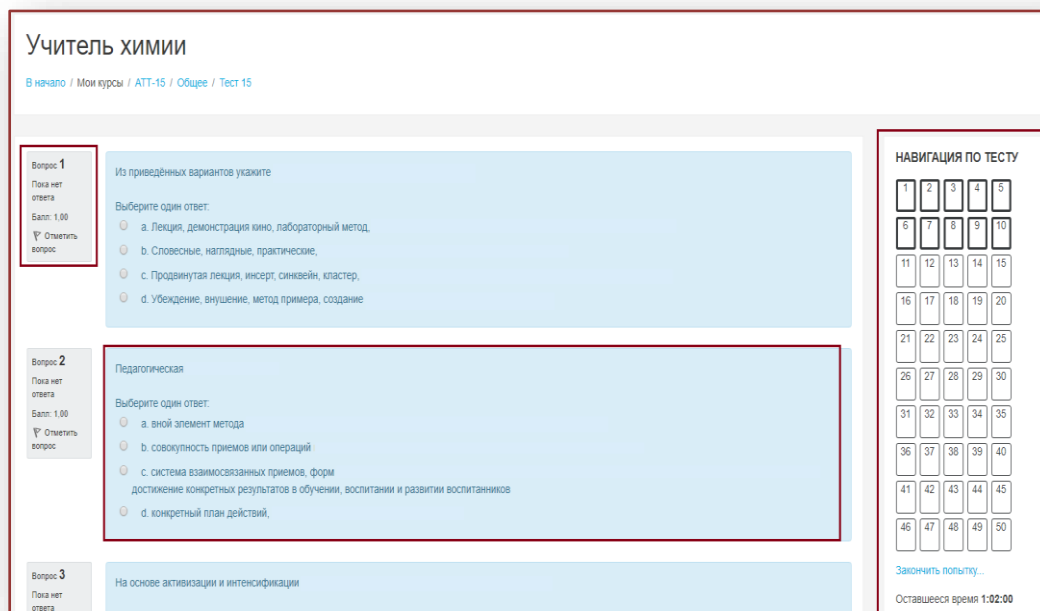 Учитель химии
В начало / Мои курсы / АТТ-15 / Общее / Тест 15
Вопрос 1
Пока нет
ответа
Балл: 1,00
Отметить
вопрос
Из приведённых вариантов укажите
Выберите один ответ:
a. Лекция, демонстрация кино, лабораторный метод,
b. Словесные, наглядные, практические,
c. Продвинутая лекция, инсерт, синквейн, кластер,
d. Убеждение, внушение, метод примера, создание
Вопрос 2
Пока нет
ответа
Балл: 1,00
Отметить
вопрос
Педагогическая
Выберите один ответ:
a. вной элемент метода
b. совокупность приемов или операций
c. система взаимосвязанных приемов, форм
достижение конкретных результатов в обучении, воспитании и развитии воспитанников
d. конкретный план действий,
Вопрос 3
Пока нет
ответа
На основе активизации и интенсификации
НАВИГАЦИЯ ПО ТЕСТУ
1 2 3 4 5
6 7 8 9 10
11 12 13 14 15
16 17 18 19 20
21 22 23 24 25
26 27 28 29 30
31 32 33 34 35
36 37 38 39 40
41 42 43 44 45
46 47 48 49 50
Закончить попытку...
Оставшееся время 1:02:00